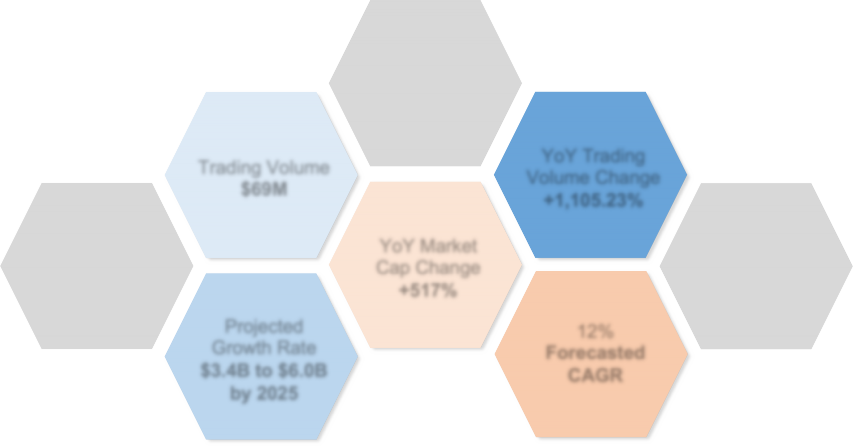 Trading Volume
$69M
YoY Trading
Volume Change
+1,105.23%
YoY Market
Cap Change
+517%
Projected
Growth Rate
$3.4B to $6.0B
by 2025
12%
Forecasted
CAGR